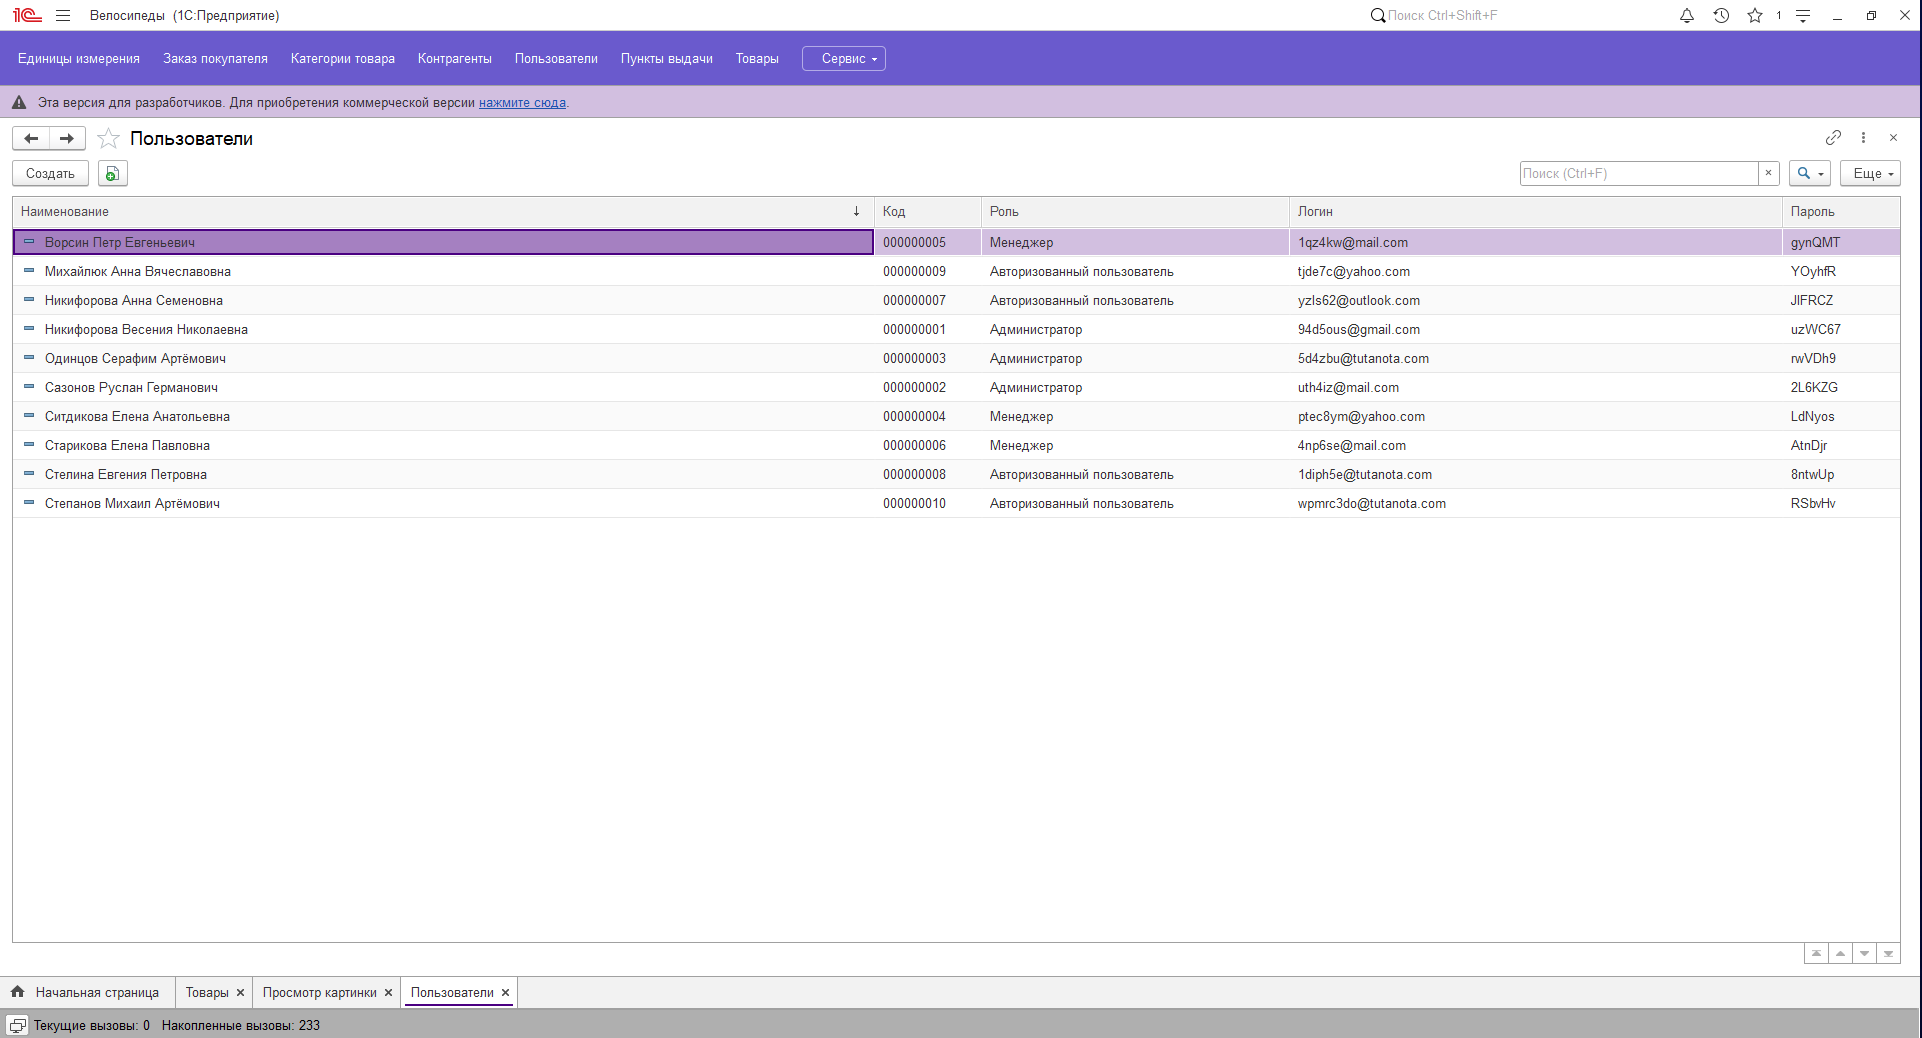 1С Велосипеды (1С:Предприятие) Поиск Ctrl+Shift+F 1
Единицы измерения Заказ покупателя Категории товара Контрагенты Пользователи Пункты выдачи Товары Сервис
Эта версия для разработчиков. Для приобретения коммерческой версии нажмите сюда.
Пользователи
Создать Поиск (Ctrl+F) × Еще
Наименование ↓ Код Роль Логин Пароль
Ворсин Петр Евгеньевич 000000005 Менеджер 1qz4kw@mail.com gynQMT
Михайлюк Анна Вячеславовна 000000009 Авторизованный пользователь tjde7c@yahoo.com YOyhfR
Никифорова Анна Семеновна 000000007 Авторизованный пользователь yzls62@outlook.com JlFRCZ
Никифорова Весения Николаевна 000000001 Администратор 94d5ous@gmail.com uzWC67
Одинцов Серафим Артёмович 000000003 Администратор 5d4zbu@tutanota.com rwVDh9
Сазонов Руслан Германович 000000002 Администратор uth4iz@mail.com 2L6KZG
Ситдикова Елена Анатольевна 000000004 Менеджер ptec8ym@yahoo.com LdNyos
Старикова Елена Павловна 000000006 Менеджер 4np6se@mail.com AtnDjr
Степина Евгения Петровна 000000008 Авторизованный пользователь 1diph5e@tutanota.com 8ntwUp
Степанов Михаил Артёмович 000000010 Авторизованный пользователь wpmrc3do@tutanota.com RSbvHv
Начальная страница Товары × Просмотр картинки × Пользователи ×
Текущие вызовы: 0 Накопленные вызовы: 233